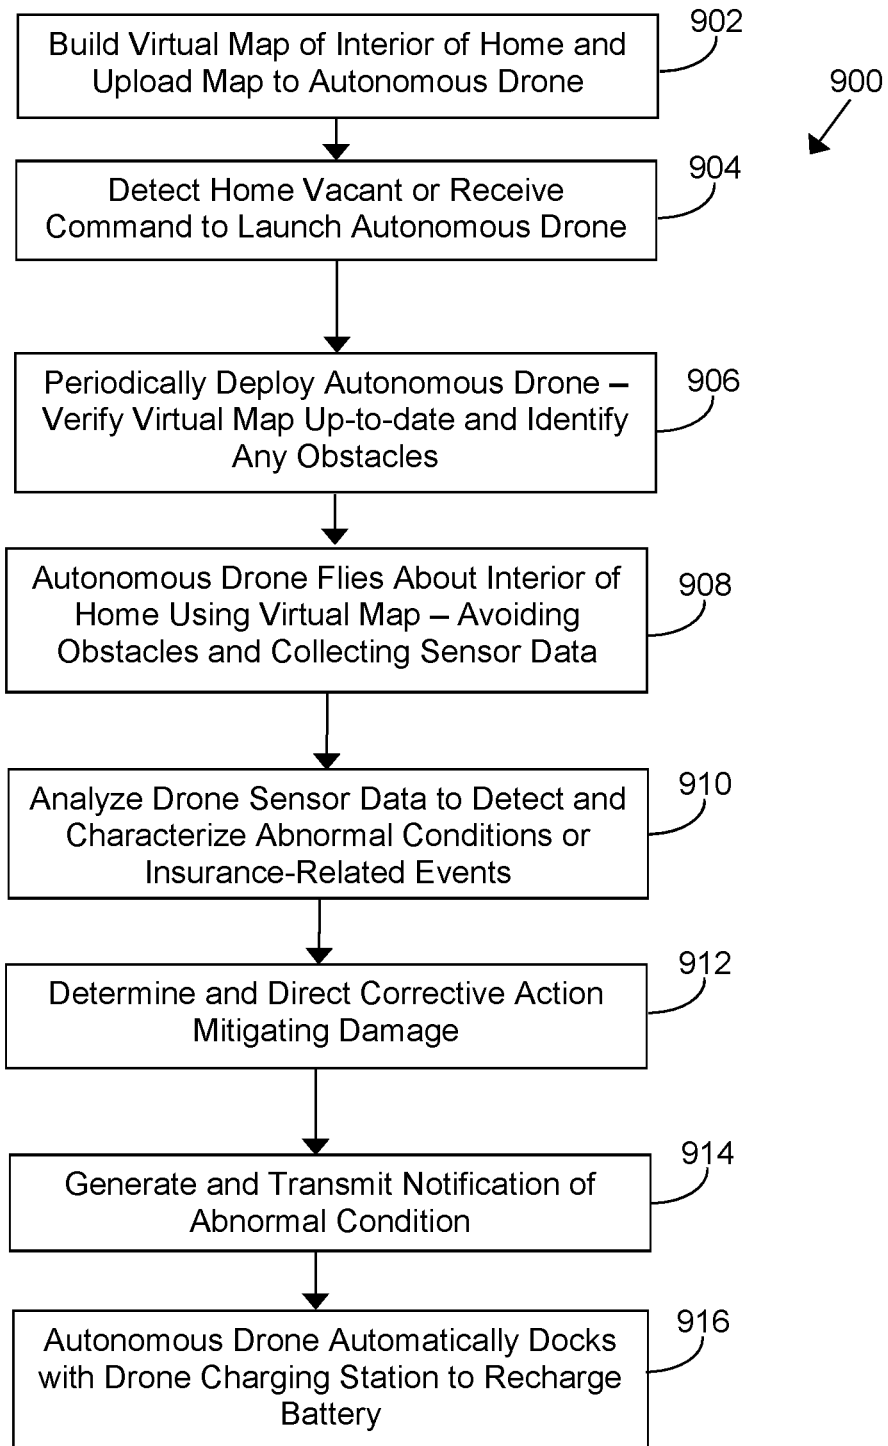 902
Build Virtual Map of Interior of Home and
Upload Map to Autonomous Drone
900
904
Detect Home Vacant or Receive
Command to Launch Autonomous Drone
906
Periodically Deploy Autonomous Drone –
Verify Virtual Map Up-to-date and Identify
Any Obstacles
908
Autonomous Drone Flies About Interior of
Home Using Virtual Map – Avoiding
Obstacles and Collecting Sensor Data
910
Analyze Drone Sensor Data to Detect and
Characterize Abnormal Conditions or
Insurance-Related Events
912
Determine and Direct Corrective Action
Mitigating Damage
914
Generate and Transmit Notification of
Abnormal Condition
916
Autonomous Drone Automatically Docks
with Drone Charging Station to Recharge
Battery